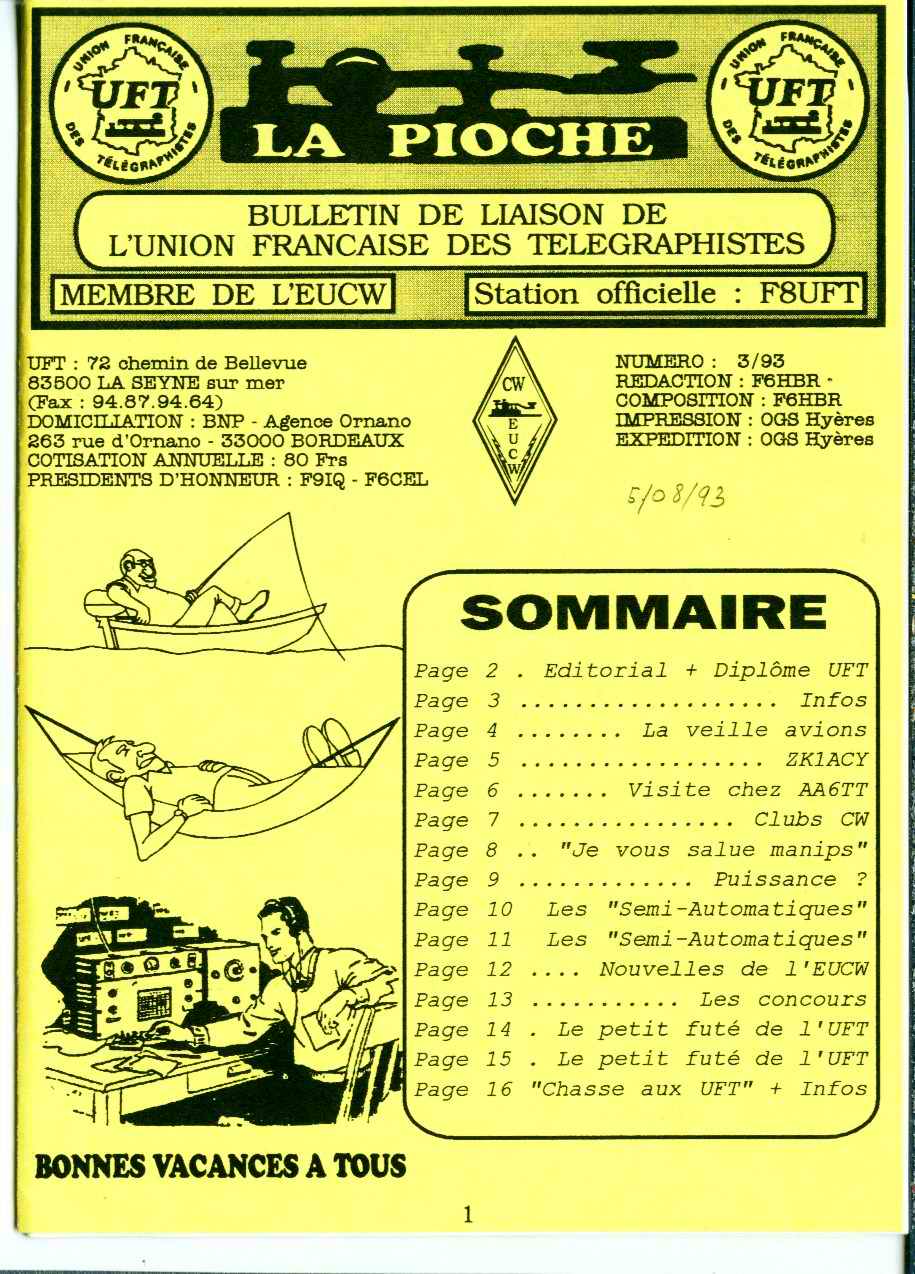 UNION FRANÇAISE
UFT
DES TÉLÉGRAPHISTES
LA PIOCHE
UNION FRANÇAISE
UFT
DES TÉLÉGRAPHISTES
BULLETIN DE LIAISON DE
L'UNION FRANCAISE DES TELEGRAPHISTES
MEMBRE DE L'EUCW
Station officielle : F8UFT
UFT : 72 chemin de Bellevue
83500 LA SEYNE sur mer
(Fax : 94.87.94.64)
DOMICILIATION : BNP - Agence Ornano
263 rue d'Ornano - 33000 BORDEAUX
COTISATION ANNUELLE : 80 Frs
PRESIDENTS D'HONNEUR : F9IQ - F6CEL
CW
E
U
C
W
NUMERO : 3/93
REDACTION : F6HBR -
COMPOSITION : F6HBR
IMPRESSION : OGS Hyères
EXPEDITION : OGS Hyères
5/08/93
SOMMAIRE
Page 2 . Editorial + Diplôme UFT
Page 3 ................... Infos
Page 4 ........ La veille avions
Page 5 .................. ZK1ACY
Page 6 ....... Visite chez AA6TT
Page 7 ................ Clubs CW
Page 8 .. "Je vous salue manips"
Page 9 ............. Puissance ?
Page 10 Les "Semi-Automatiques"
Page 11 Les "Semi-Automatiques"
Page 12 .... Nouvelles de l'EUCW
Page 13 ........... Les concours
Page 14 . Le petit futé de l'UFT
Page 15 . Le petit futé de l'UFT
Page 16 "Chasse aux UFT" + Infos
UFT
UFT
BONNES VACANCES A TOUS
1